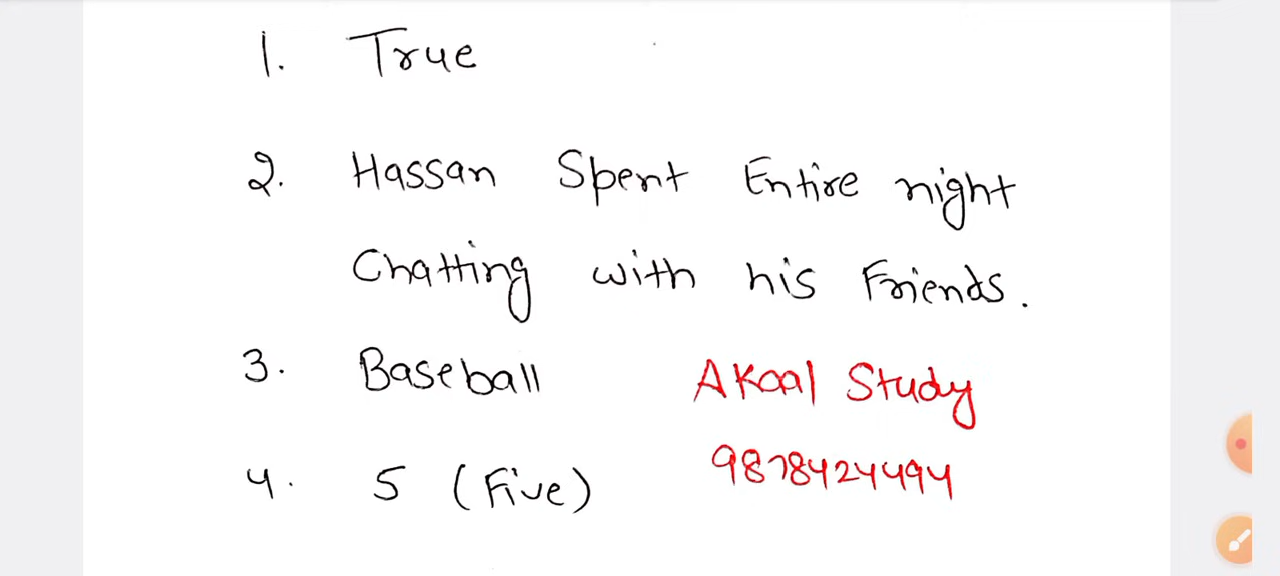 1. True
2. Hassan Spent Entire night
Chatting with his Friends.
3. Baseball
Akaal Study
4. 5 (Five)
9878424494